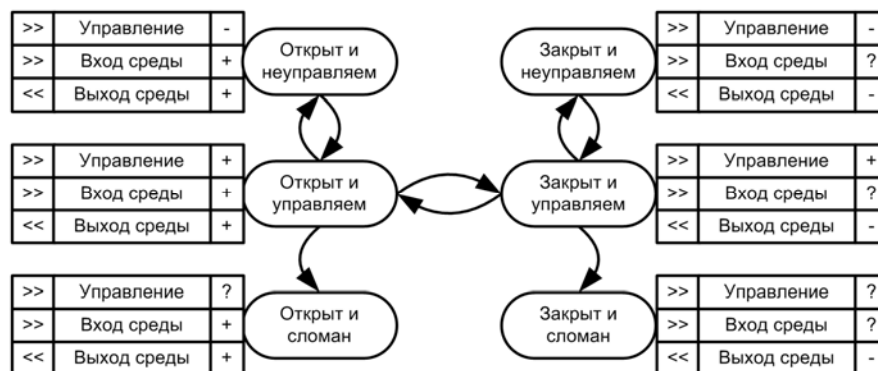 >> Управление -
>> Вход среды +
<< Выход среды +
Открыт и
неуправляем
Закрыт и
неуправляем
>> Управление -
>> Вход среды ?
<< Выход среды -
>> Управление +
>> Вход среды +
<< Выход среды +
Открыт и
управляем
Закрыт и
управляем
>> Управление +
>> Вход среды ?
<< Выход среды -
>> Управление ?
>> Вход среды +
<< Выход среды +
Открыт и
сломан
Закрыт и
сломан
>> Управление ?
>> Вход среды ?
<< Выход среды -